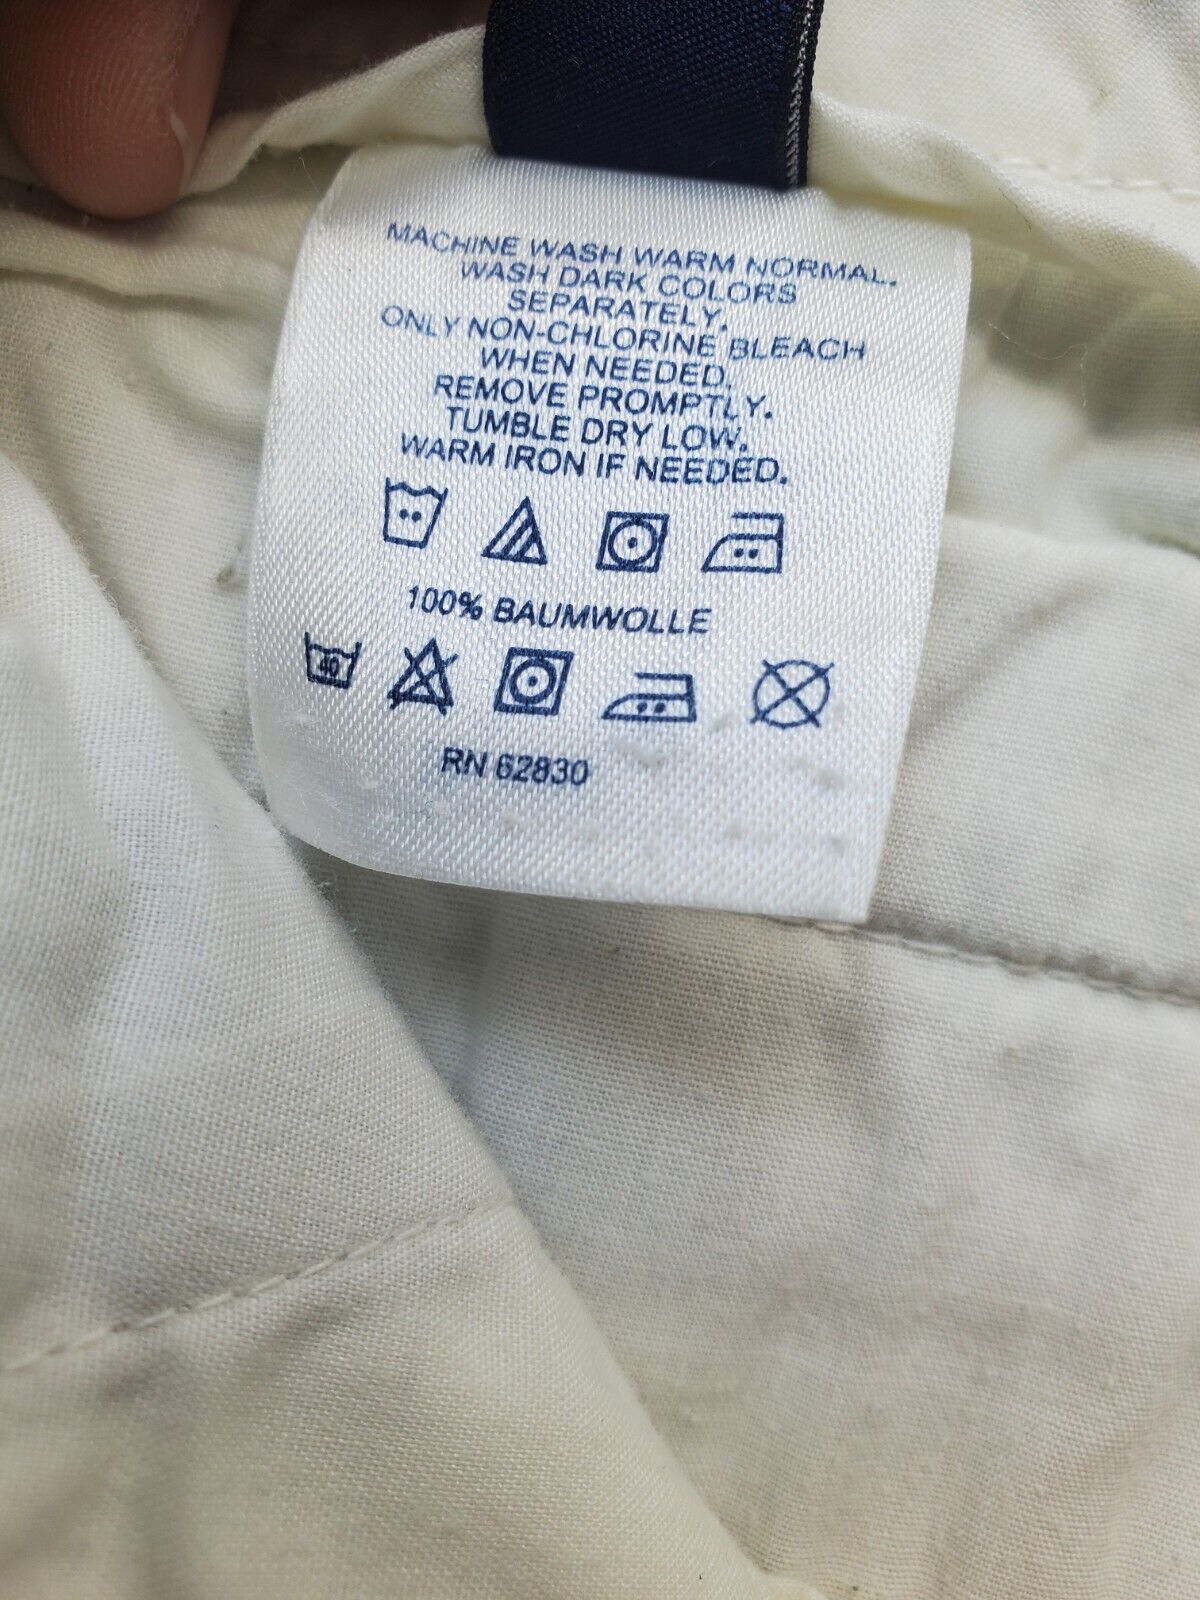 MACHINE WASH WARM NORMAL.
WASH DARK COLORS
SEPARATELY.
ONLY NON-CHLORINE BLEACH
WHEN NEEDED.
REMOVE PROMPTLY.
TUMBLE DRY LOW.
WARM IRON IF NEEDED.
100% BAUMWOLLE
40
RN 62830